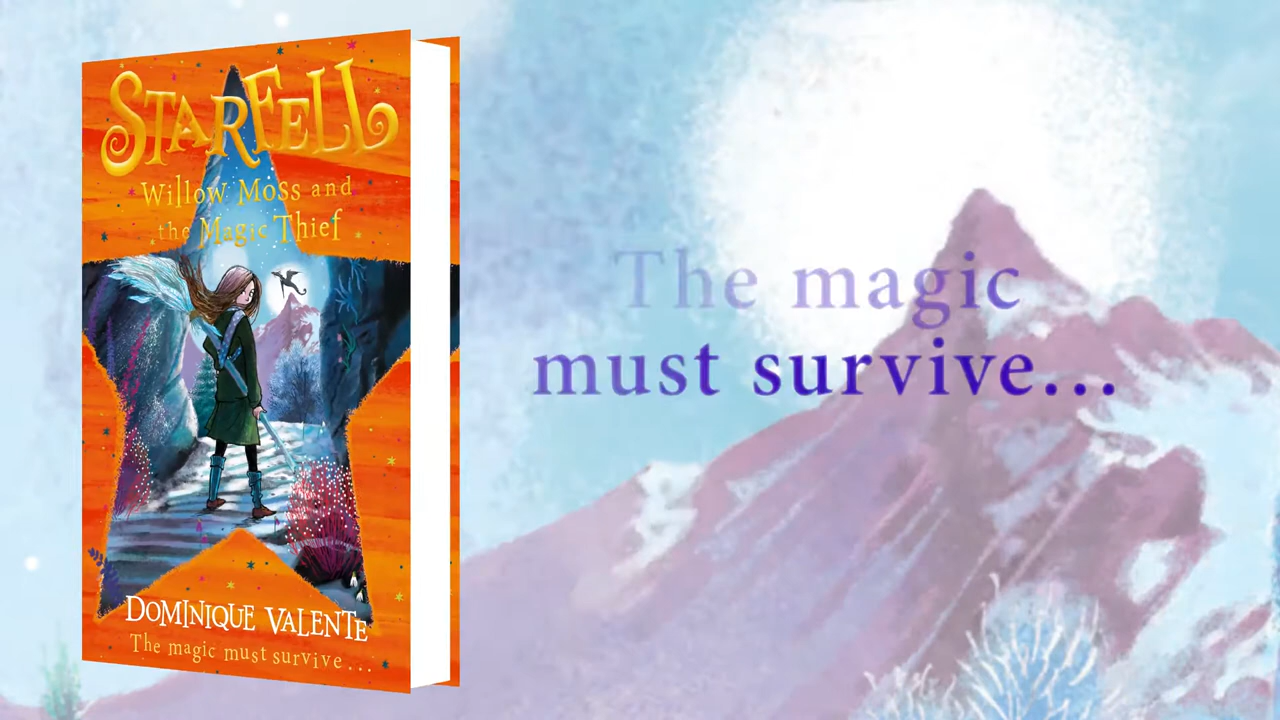 STARFELL
Willow Moss and
the Magic Thief
DOMINIQUE VALENTE
The magic must survive...
The magic
must survive...